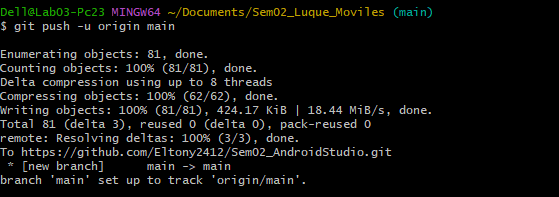 Dell@Lab03-Pc23 MINGW64 ~/Documents/Sem02_Luque_Moviles (main)
$ git push -u origin main
Enumerating objects: 81, done.
Counting objects: 100% (81/81), done.
Delta compression using up to 8 threads
Compressing objects: 100% (62/62), done.
Writing objects: 100% (81/81), 424.17 KiB | 18.44 MiB/s, done.
Total 81 (delta 3), reused 0 (delta 0), pack-reused 0
remote: Resolving deltas: 100% (3/3), done.
To https://github.com/Eltony2412/Sem02_AndroidStudio.git
 * [new branch]      main -> main
branch 'main' set up to track 'origin/main'.